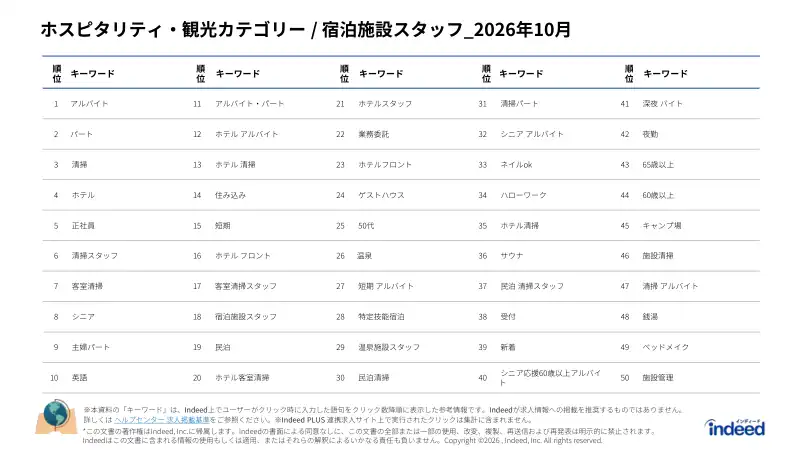 ホスピタリティ・観光カテゴリー / 宿泊施設スタッフ_2026年10月
順位 キーワード 順位 キーワード 順位 キーワード 順位 キーワード 順位 キーワード
1 アルバイト 11 アルバイト・パート 21 ホテルスタッフ 31 清掃パート 41 深夜 バイト
2 パート 12 ホテル アルバイト 22 業務委託 32 シニア アルバイト 42 夜勤
3 清掃 13 ホテル 清掃 23 ホテルフロント 33 ネイルok 43 65歳以上
4 ホテル 14 住み込み 24 ゲストハウス 34 ハローワーク 44 60歳以上
5 正社員 15 短期 25 50代 35 ホテル清掃 45 キャンプ場
6 清掃スタッフ 16 ホテル フロント 26 温泉 36 サウナ 46 施設清掃
7 客室清掃 17 客室清掃スタッフ 27 短期 アルバイト 37 民泊 清掃スタッフ 47 清掃 アルバイト
8 シニア 18 宿泊施設スタッフ 28 特定技能宿泊 38 受付 48 銭湯
9 主婦パート 19 民泊 29 温泉施設スタッフ 39 新着 49 ベッドメイク
10 英語 20 ホテル客室清掃 30 民泊清掃 40 シニア応援60歳以上アルバイト 50 施設管理
※本資料の「キーワード」は、Indeed上でユーザーがクリック時に入力した語句をクリック数降順に表示した参考情報です。Indeedが求人情報への掲載を推奨するものではありません。
詳しくは ヘルプセンター 求人掲載基準をご参照ください。※Indeed PLUS 連携求人サイト上で実行されたクリックは集計に含まれません。
*この文書の著作権はIndeed, Inc.に帰属します。Indeedの書面による同意なしに、この文書の全部または一部の使用、改変、複製、再送信および再発表は明示的に禁止されます。
Indeedはこの文書に含まれる情報の使用もしくは適用、またはそれらの解釈によるいかなる責任も負いません。Copyright ©2026 , Indeed, Inc. All rights reserved.
インディード
indeed